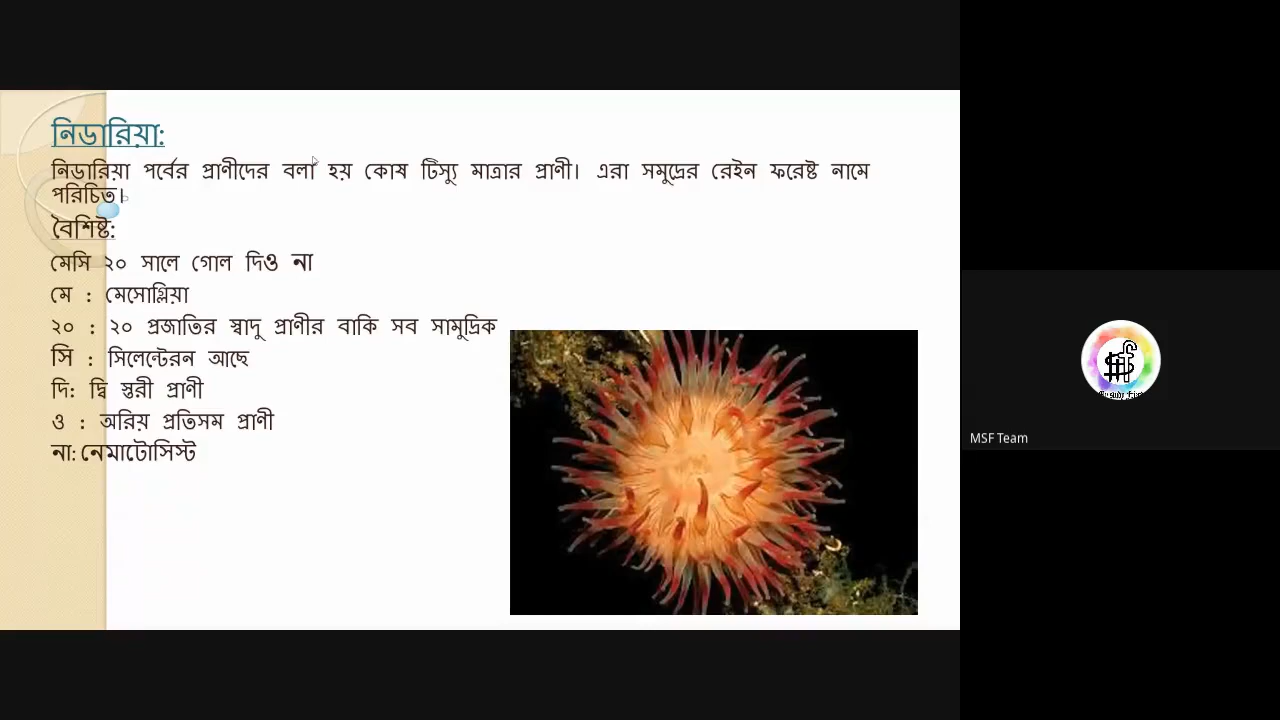 নিডারিয়া:
নিডারিয়া পর্বের প্রাণীদের বলা হয় কোষ টিস্যু মাত্রার প্রাণী। এরা সমুদ্রের রেইন ফরেষ্ট নামে
পরিচিত।
বৈশিষ্ট:
মেসি ২০ সালে গোল দিও না
মে : মেসোগ্লিয়া
২০ : ২০ প্রজাতির স্বাদু প্রাণীর বাকি সব সামুদ্রিক
সি : সিলেন্টেরন আছে
দি: দ্বি স্তরী প্রাণী
ও : অরিয় প্রতিসম প্রাণী
না: নেমাটোসিস্ট
MSF Team